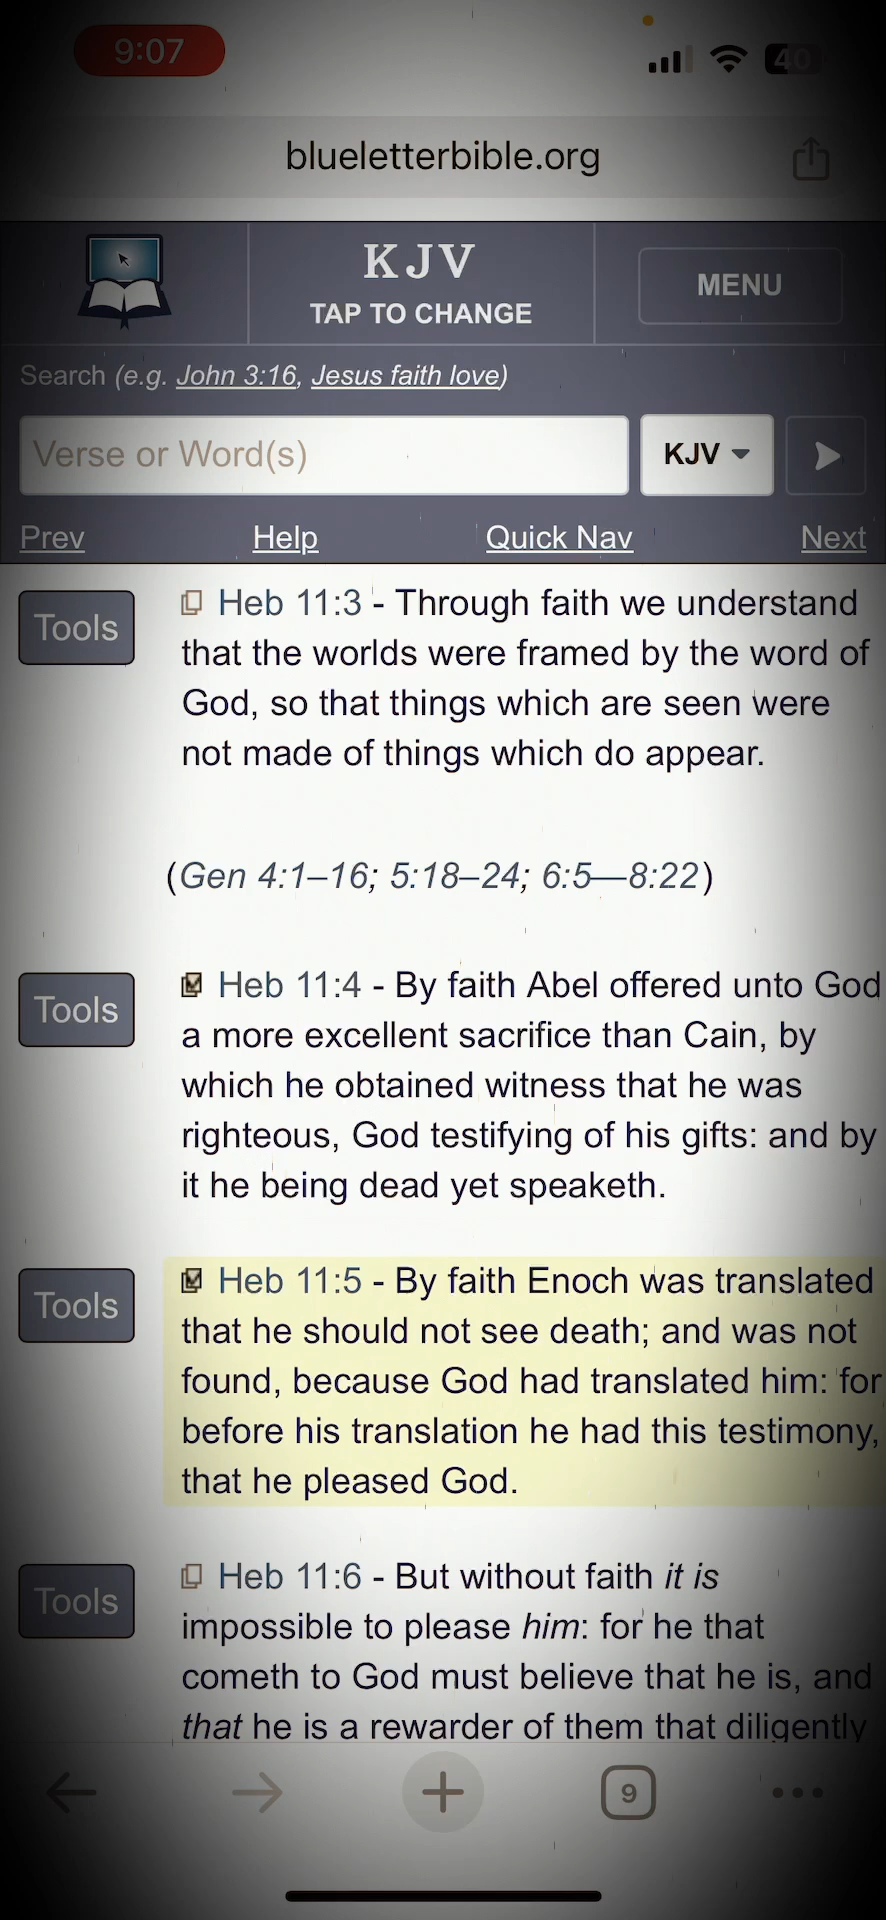 9:07
40
blueletterbible.org
KJV
TAP TO CHANGE
MENU
Search (e.g. John 3:16, Jesus faith love)
Verse or Word(s)
KJV
Prev Help Quick Nav Next
Tools
Heb 11:3 - Through faith we understand
that the worlds were framed by the word of
God, so that things which are seen were
not made of things which do appear.
(Gen 4:1–16; 5:18–24; 6:5—8:22)
Tools
Heb 11:4 - By faith Abel offered unto God
a more excellent sacrifice than Cain, by
which he obtained witness that he was
righteous, God testifying of his gifts: and by
it he being dead yet speaketh.
Tools
Heb 11:5 - By faith Enoch was translated
that he should not see death; and was not
found, because God had translated him: for
before his translation he had this testimony,
that he pleased God.
Tools
Heb 11:6 - But without faith it is
impossible to please him: for he that
cometh to God must believe that he is, and
that he is a rewarder of them that diligently
9